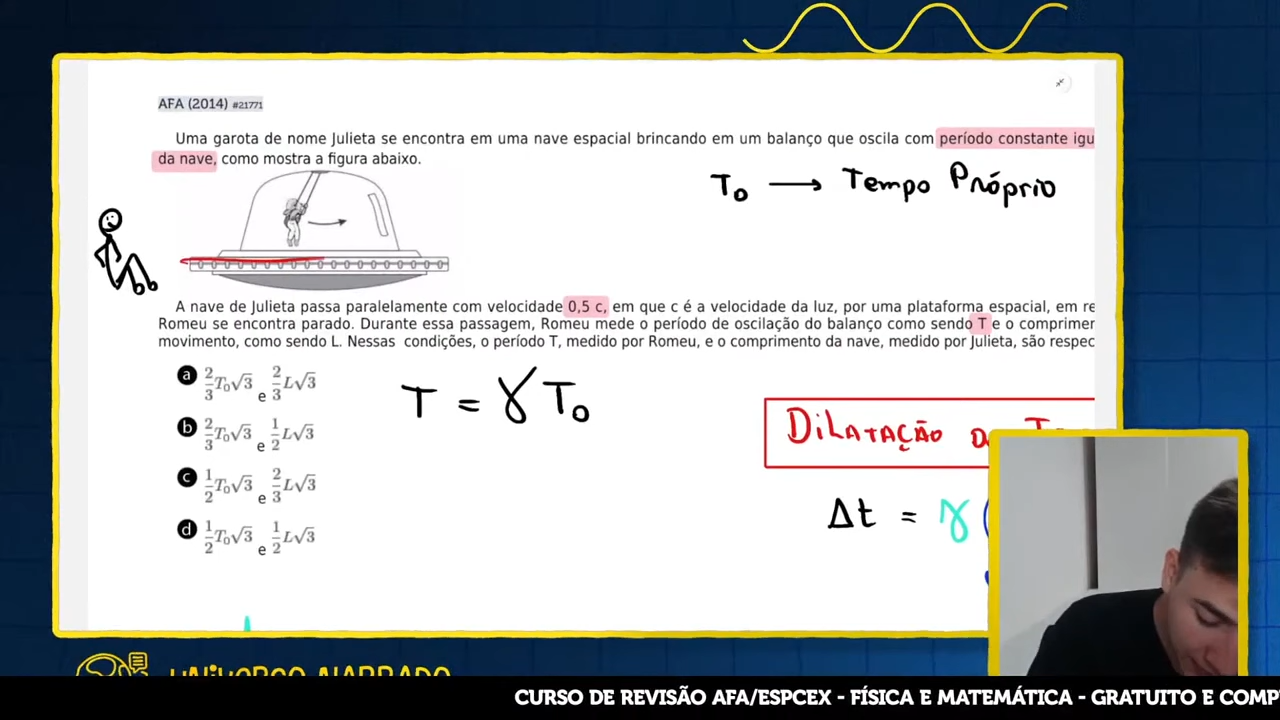 AFA (2014) #21771
Uma garota de nome Julieta se encontra em uma nave espacial brincando em um balanço que oscila com período constante igu
da nave, como mostra a figura abaixo.
T₀ → Tempo Próprio
A nave de Julieta passa paralelamente com velocidade 0,5 c, em que c é a velocidade da luz, por uma plataforma espacial, em re
Romeu se encontra parado. Durante essa passagem, Romeu mede o período de oscilação do balanço como sendo T e o comprimen
movimento, como sendo L. Nessas condições, o período T, medido por Romeu, e o comprimento da nave, medido por Julieta, são respec
a 2/3 T₀√3 e 2/3 L√3
b 2/3 T₀√3 e 1/2 L√3
c 1/2 T₀√3 e 2/3 L√3
d 1/2 T₀√3 e 1/2 L√3
T = γ T₀
DILATAÇÃO
Δt = γ (
UNIVERSO NARRADO
CURSO DE REVISÃO AFA/ESPCEX - FÍSICA E MATEMÁTICA - GRATUITO E COMP